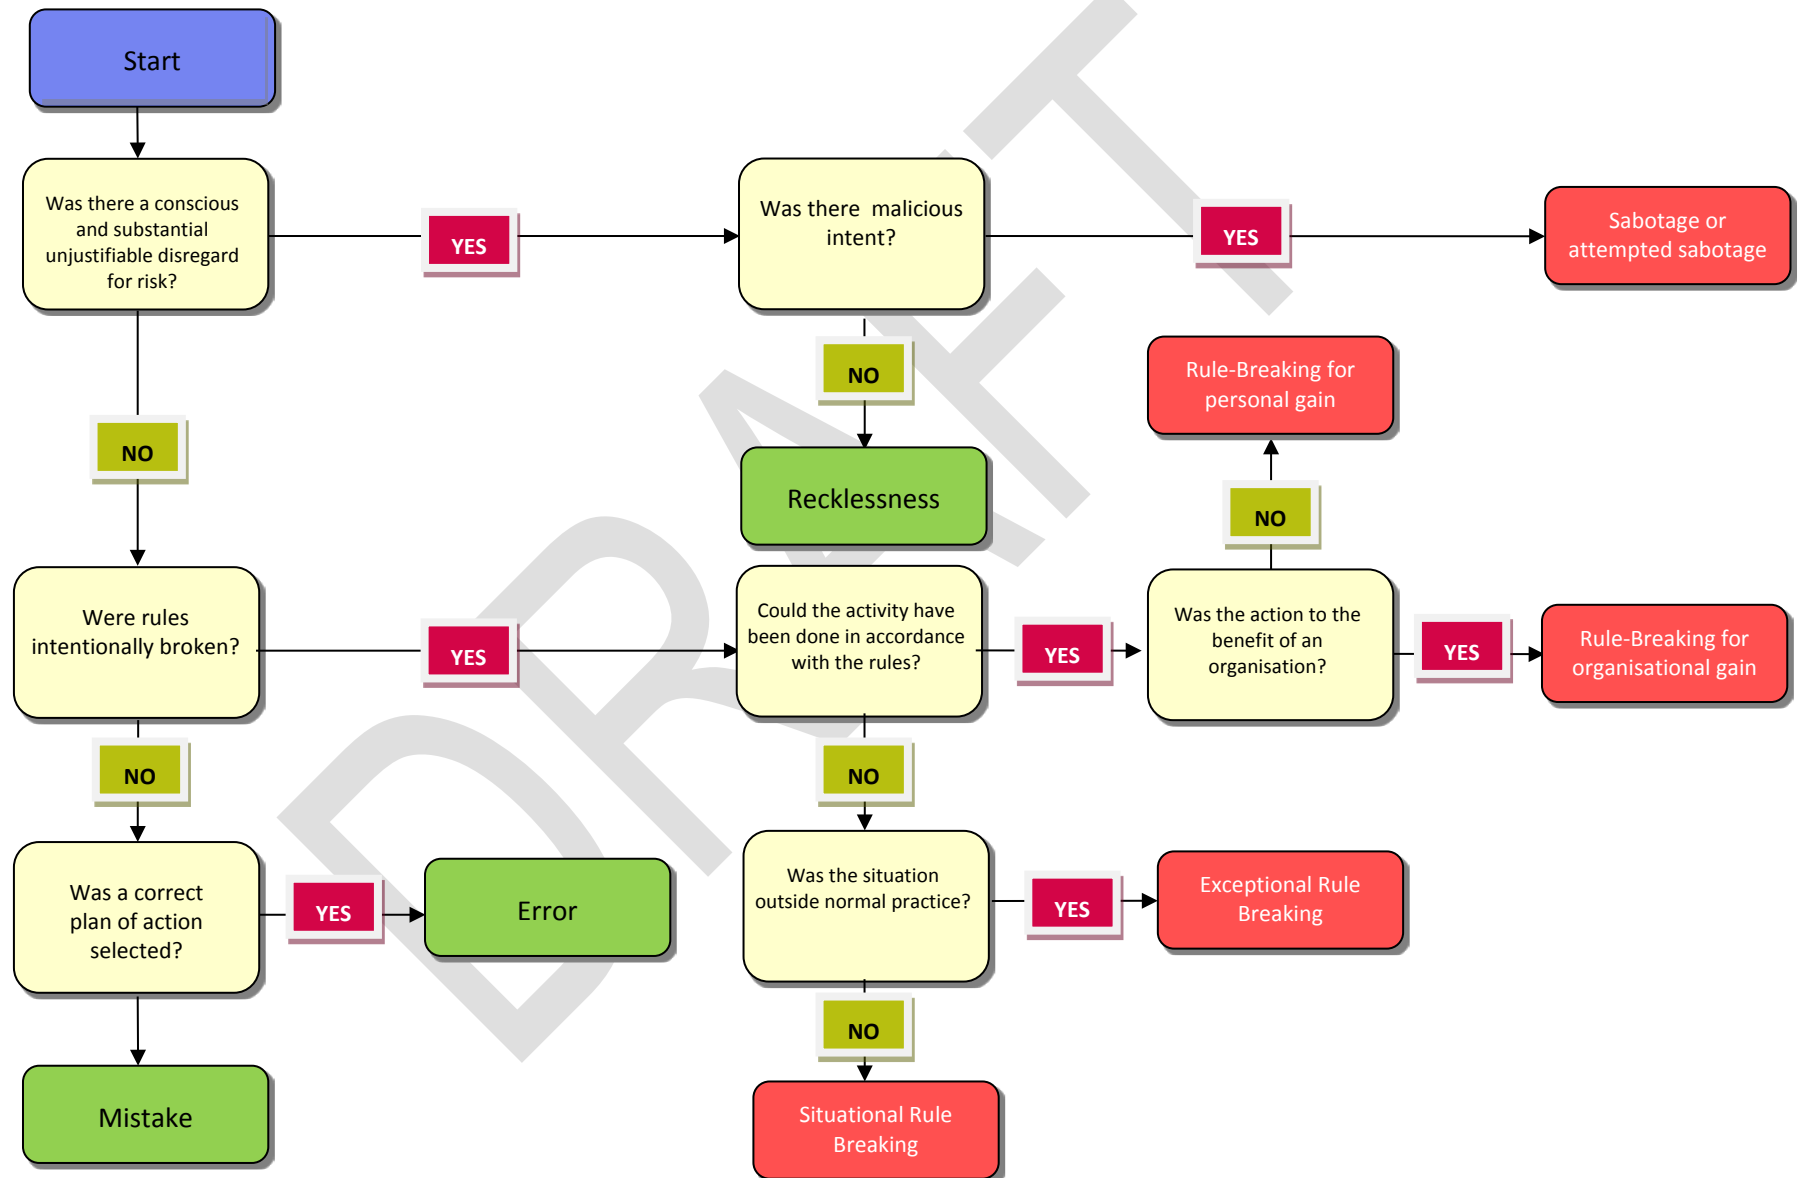 Start
Was there a conscious
and substantial
unjustifiable disregard
for risk?
YES
Was there  malicious
intent?
YES
Sabotage or
attempted sabotage
NO
NO
Recklessness
Rule-Breaking for
personal gain
NO
Were rules
intentionally broken?
YES
Could the activity have
been done in accordance
with the rules?
YES
Was the action to the
benefit of an
organisation?
YES
Rule-Breaking for
organisational gain
NO
NO
Was a correct
plan of action
selected?
YES
Error
Was the situation
outside normal practice?
YES
Exceptional Rule
Breaking
NO
Mistake
Situational Rule
Breaking
DRAFT